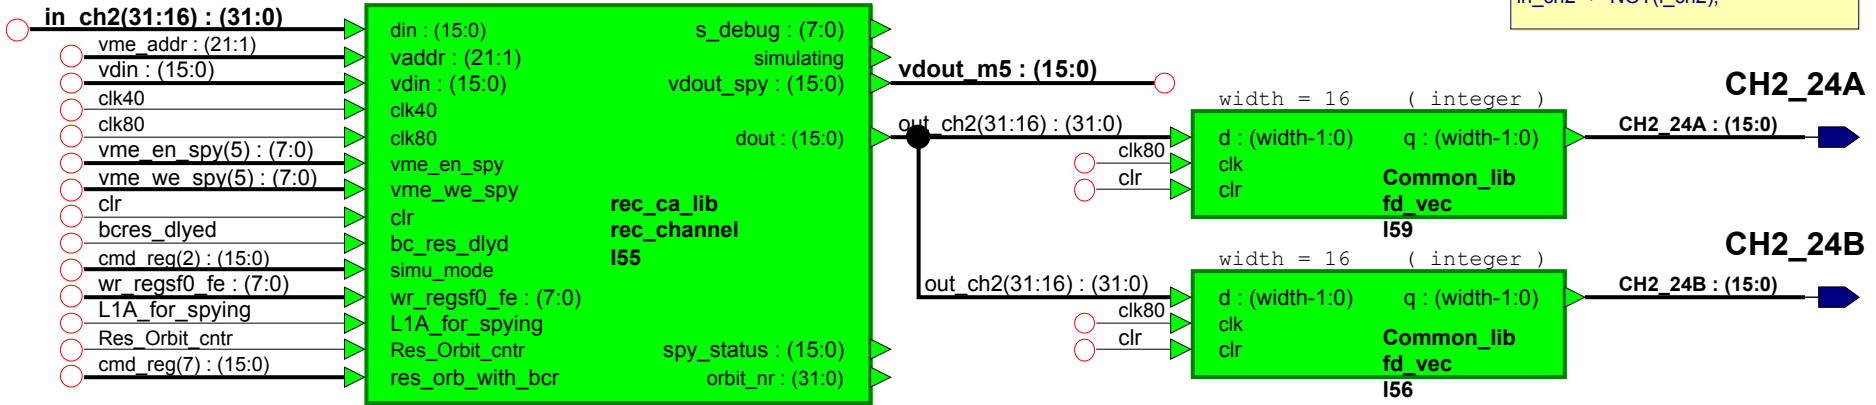 in_ch2(31:16) : (31:0)
vme_addr : (21:1)
vdin : (15:0)
clk40
clk80
vme_en_spy(5) : (7:0)
vme_we_spy(5) : (7:0)
clr
bcres_dlyed
cmd_reg(2) : (15:0)
wr_regsf0_fe : (7:0)
L1A_for_spying
Res_Orbit_cntr
cmd_reg(7) : (15:0)
din : (15:0)
vaddr : (21:1)
vdin : (15:0)
clk40
clk80
vme_en_spy
vme_we_spy
clr
bc_res_dlyd
simu_mode
wr_regsf0_fe : (7:0)
L1A_for_spying
Res_Orbit_cntr
res_orb_with_bcr
rec_ca_lib
rec_channel
I55
s_debug : (7:0)
simulating
vdout_spy : (15:0)
dout : (15:0)
spy_status : (15:0)
orbit_nr : (31:0)
vdout_m5 : (15:0)
out_ch2(31:16) : (31:0)
clk80
clr
width = 16 ( integer )
d : (width-1:0) q : (width-1:0)
clk
clr
Common_lib
fd_vec
I59
CH2_24A
CH2_24A : (15:0)
out_ch2(31:16) : (31:0)
clk80
clr
width = 16 ( integer )
d : (width-1:0) q : (width-1:0)
clk
clr
Common_lib
fd_vec
I56
CH2_24B
CH2_24B : (15:0)